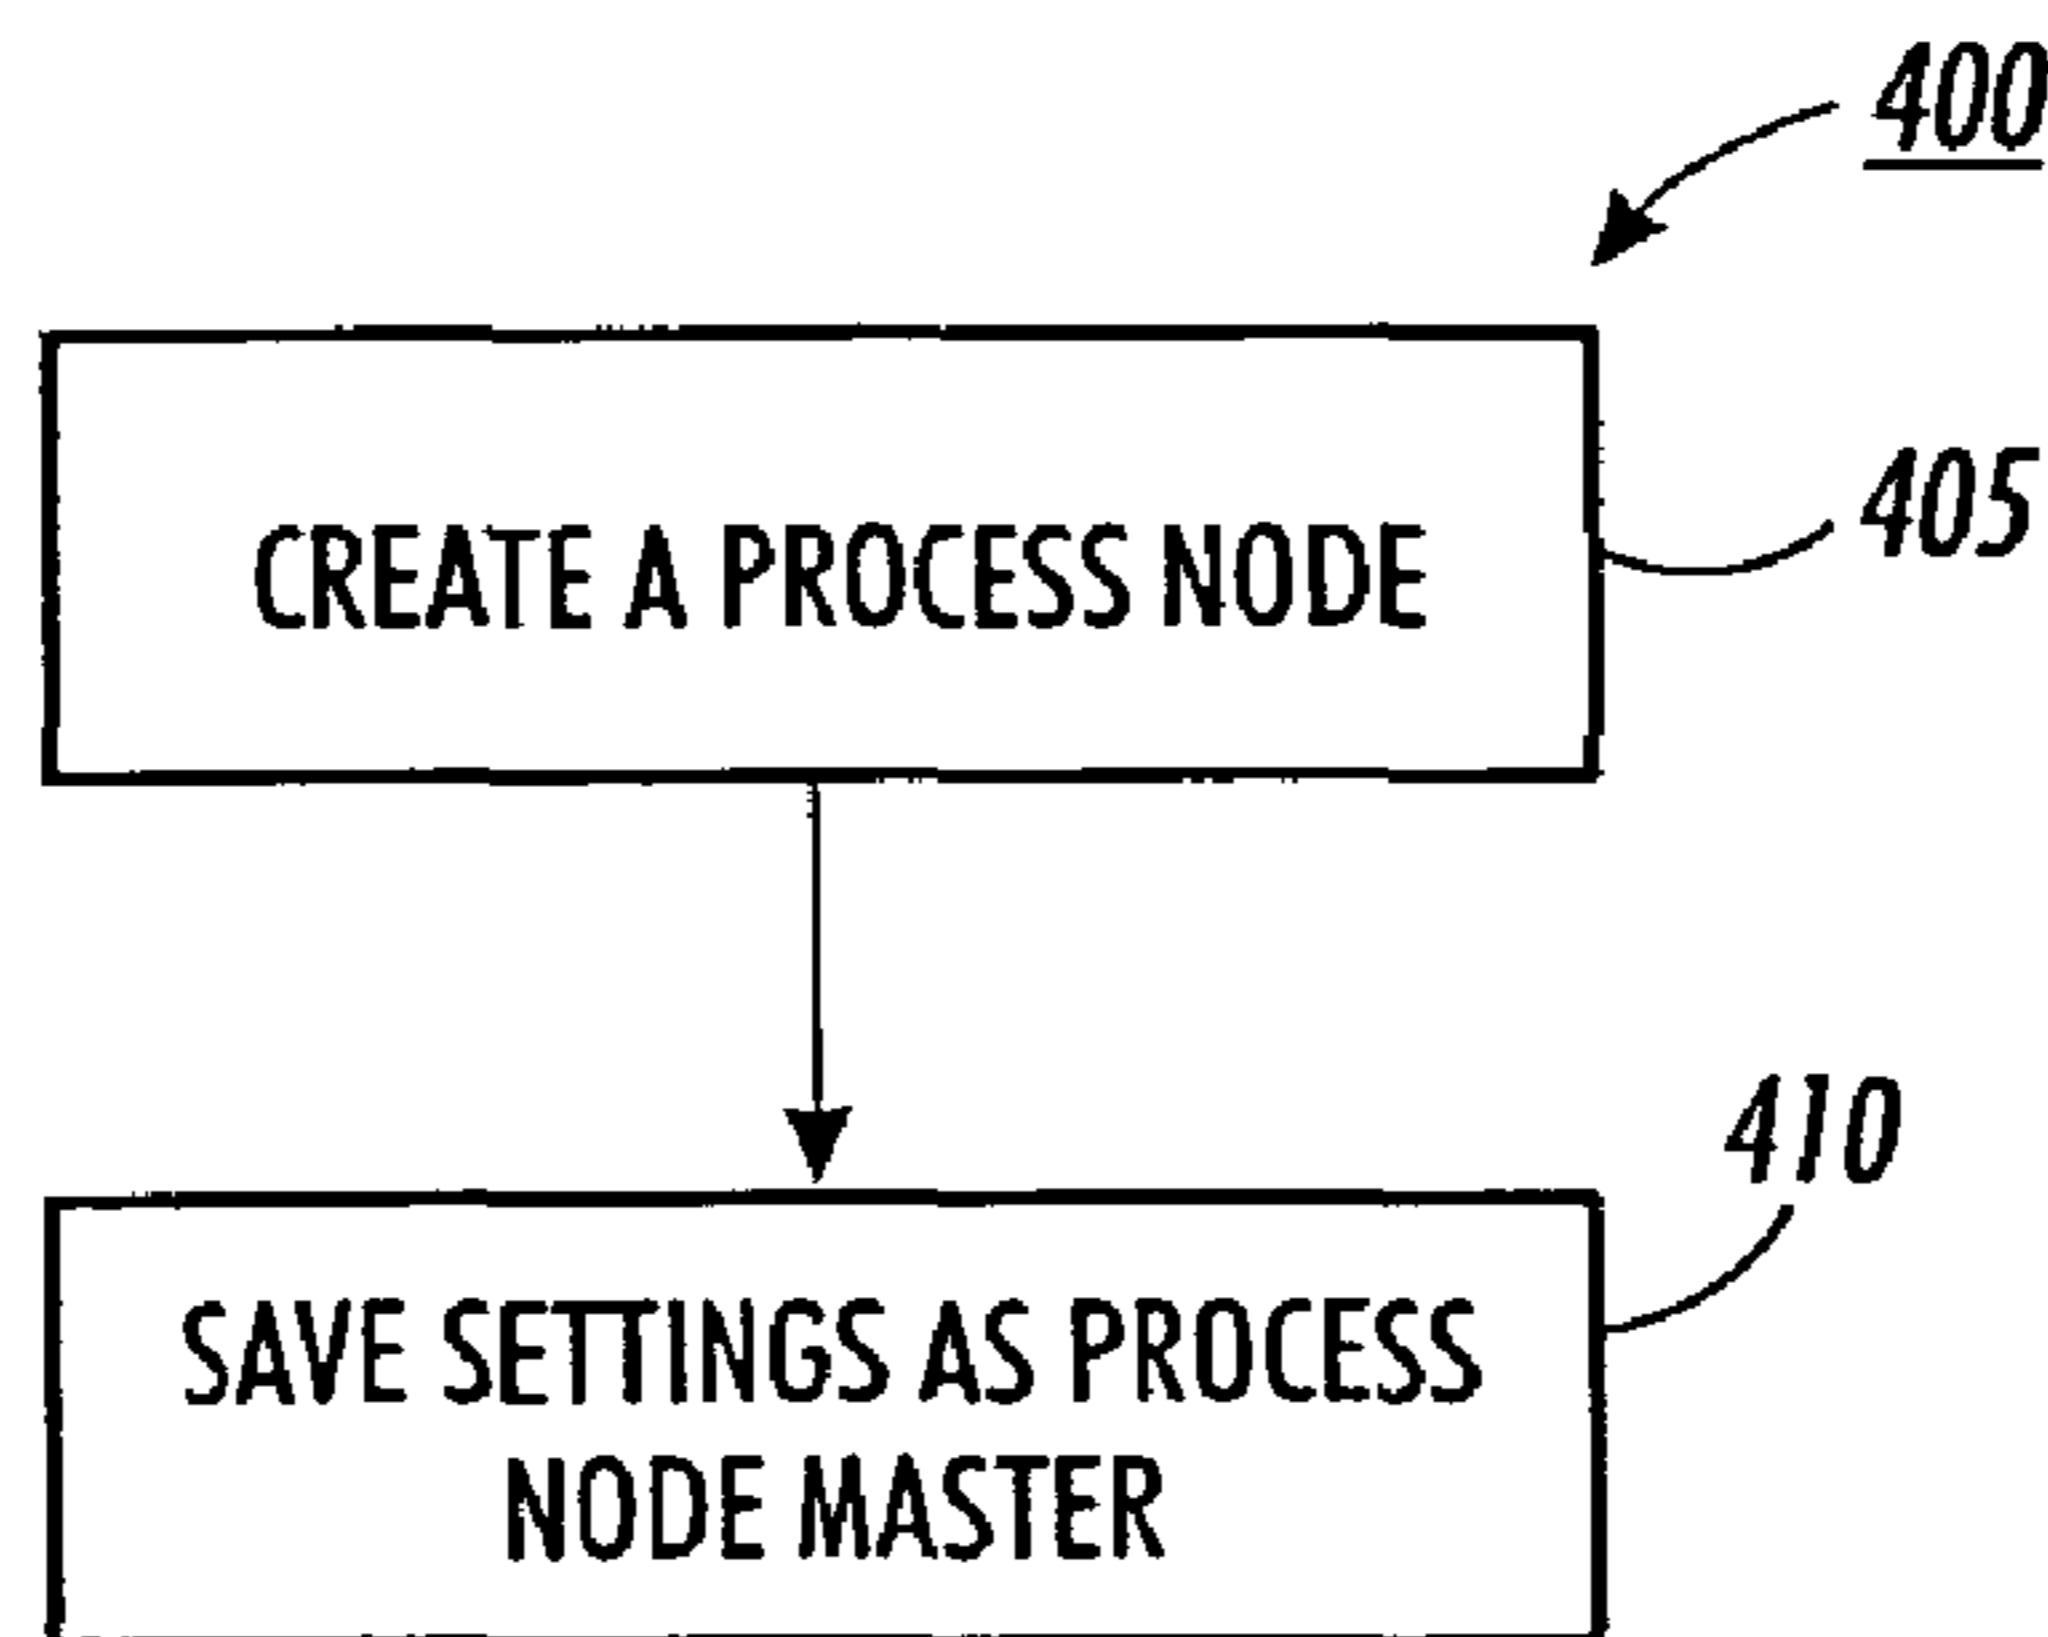 400
CREATE A PROCESS NODE
405
410
SAVE SETTINGS AS PROCESS
NODE MASTER